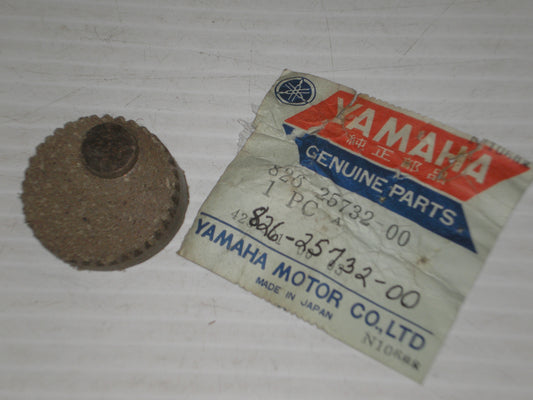 YAMAHA
純正部品
GENUINE PARTS
826 25732 00
1 PC A
826-25732-00
YAMAHA MOTOR CO.,LTD
MADE IN JAPAN